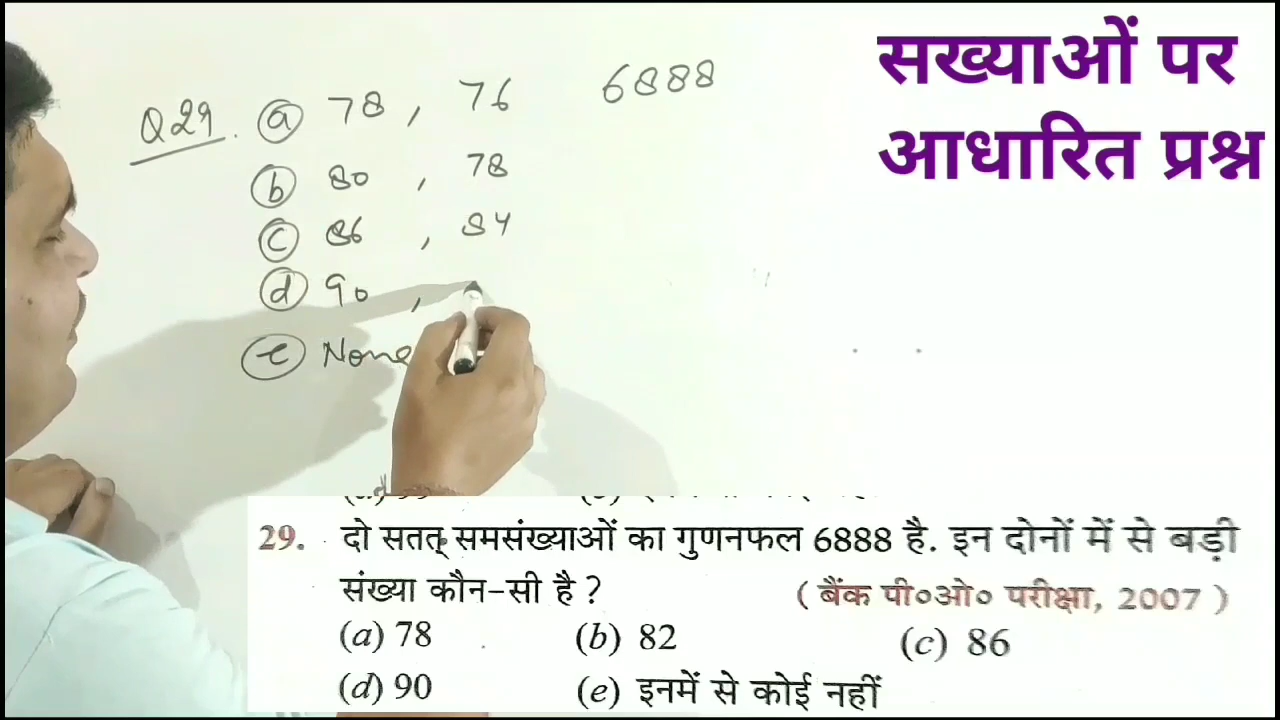 सख्याओं पर
आधारित प्रश्न
Q29. (a) 78, 76 6888
(b) 80, 78
(c) 86, 84
(d) 90,
(e) None
29. दो सतत् समसंख्याओं का गुणनफल 6888 है. इन दोनों में से बड़ी
संख्या कौन-सी है ? ( बैंक पी०ओ० परीक्षा, 2007 )
(a) 78 (b) 82 (c) 86
(d) 90 (e) इनमें से कोई नहीं